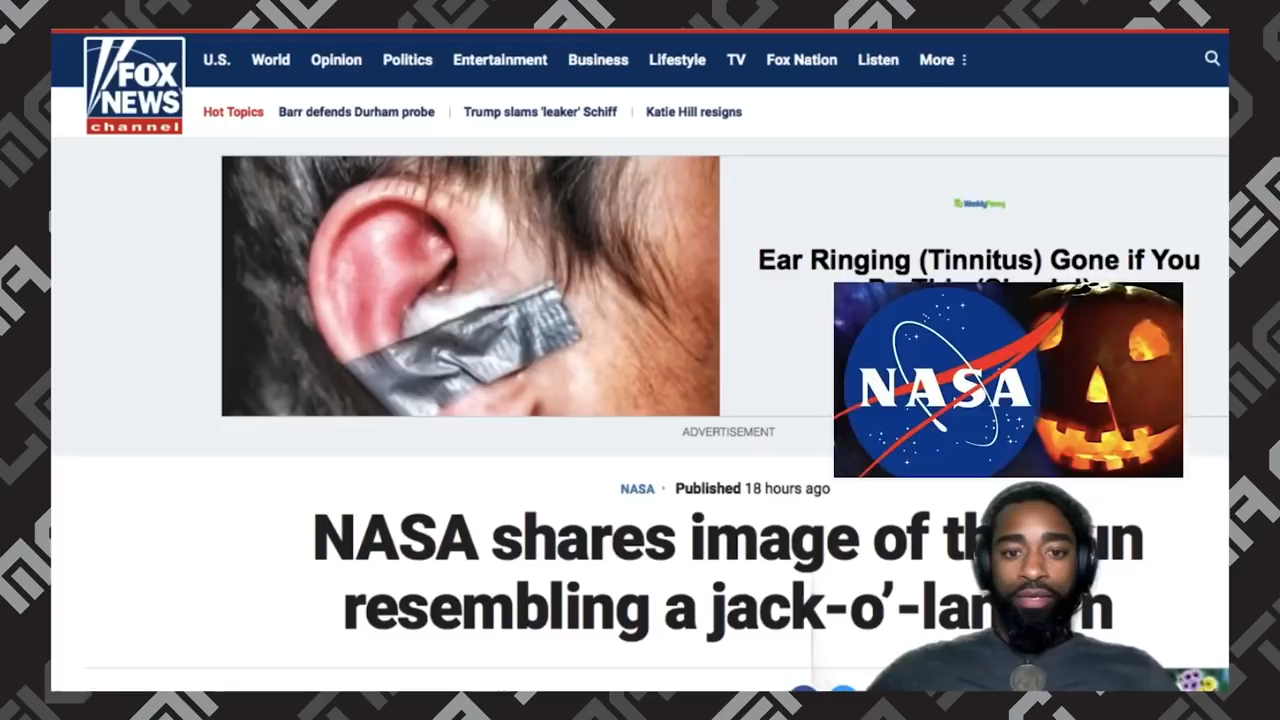 FOX
NEWS
channel
U.S. World Opinion Politics Entertainment Business Lifestyle TV Fox Nation Listen More
Hot Topics Barr defends Durham probe Trump slams 'leaker' Schiff Katie Hill resigns
WeeklyPenny
Ear Ringing (Tinnitus) Gone if You
NASA
ADVERTISEMENT
NASA · Published 18 hours ago
NASA shares image of
resembling a jack-o’-